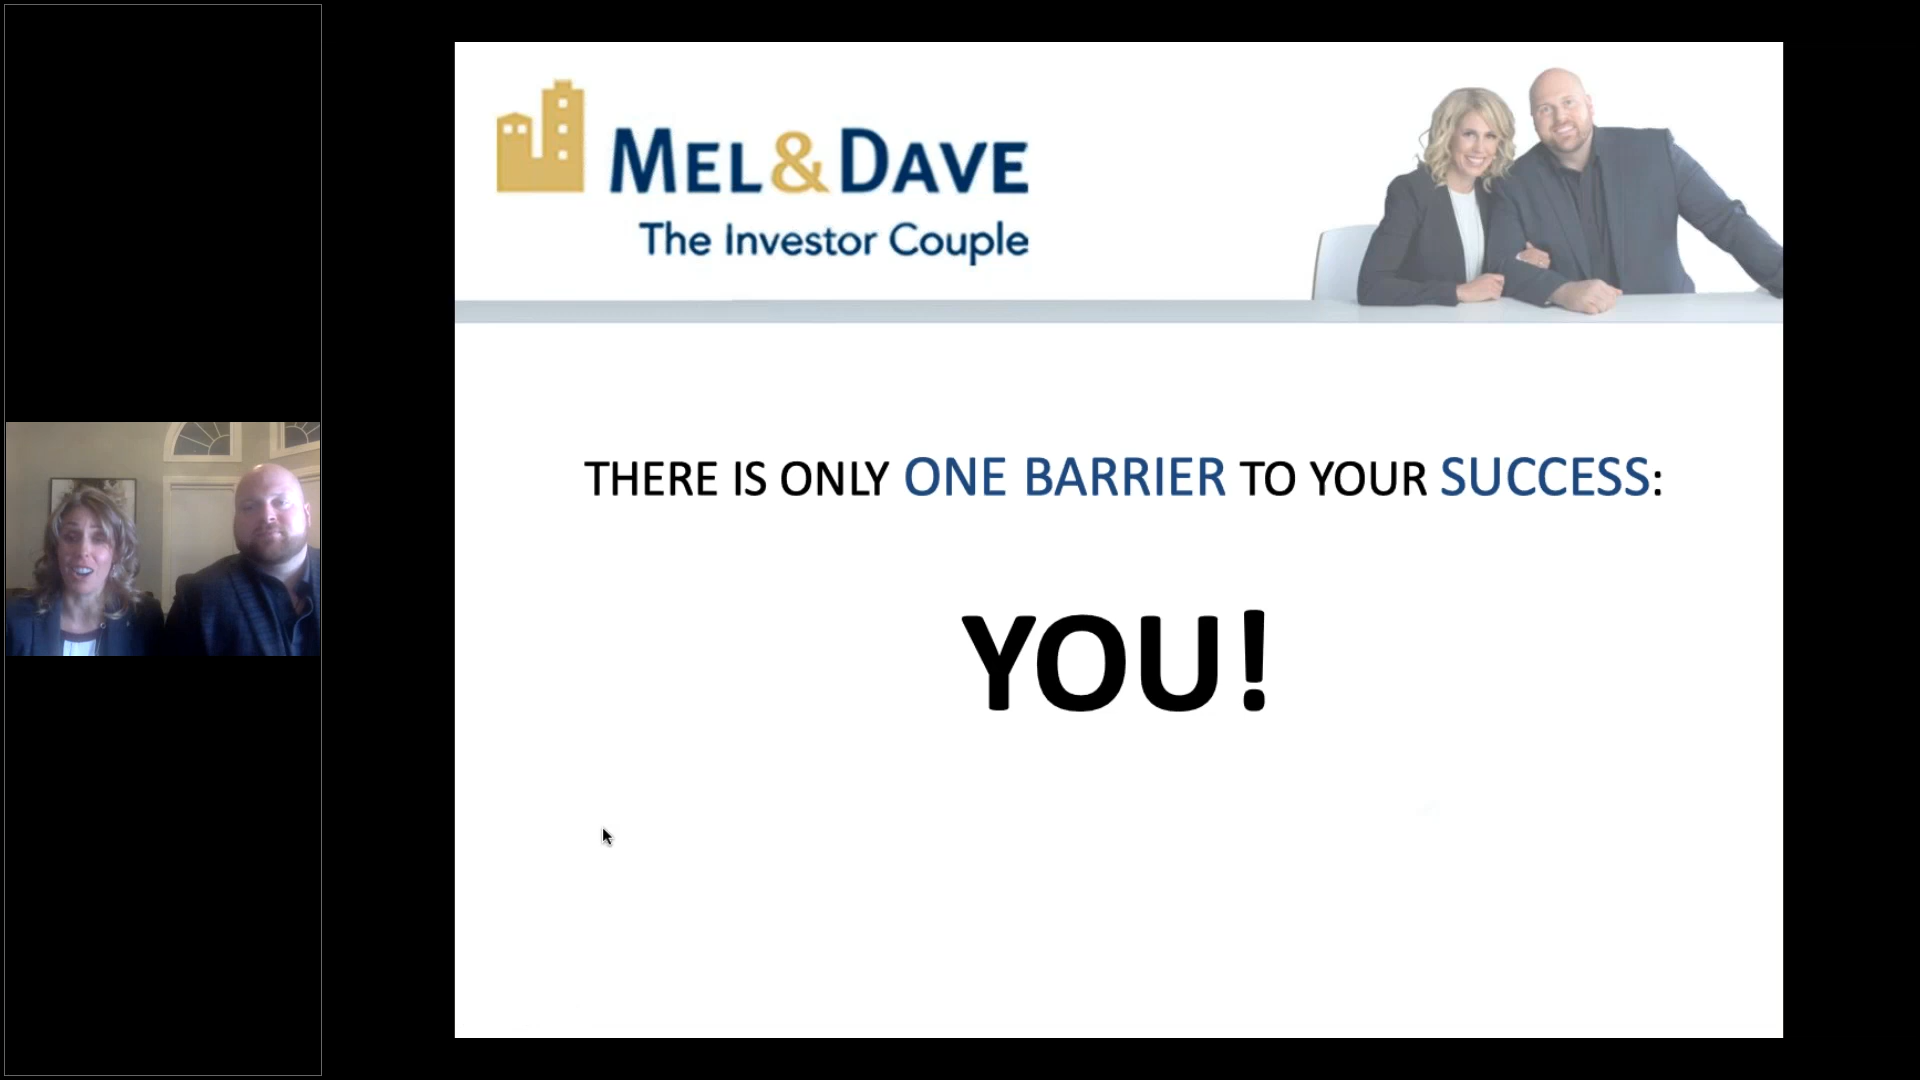 MEL&DAVE
The Investor Couple
THERE IS ONLY ONE BARRIER TO YOUR SUCCESS:
YOU!